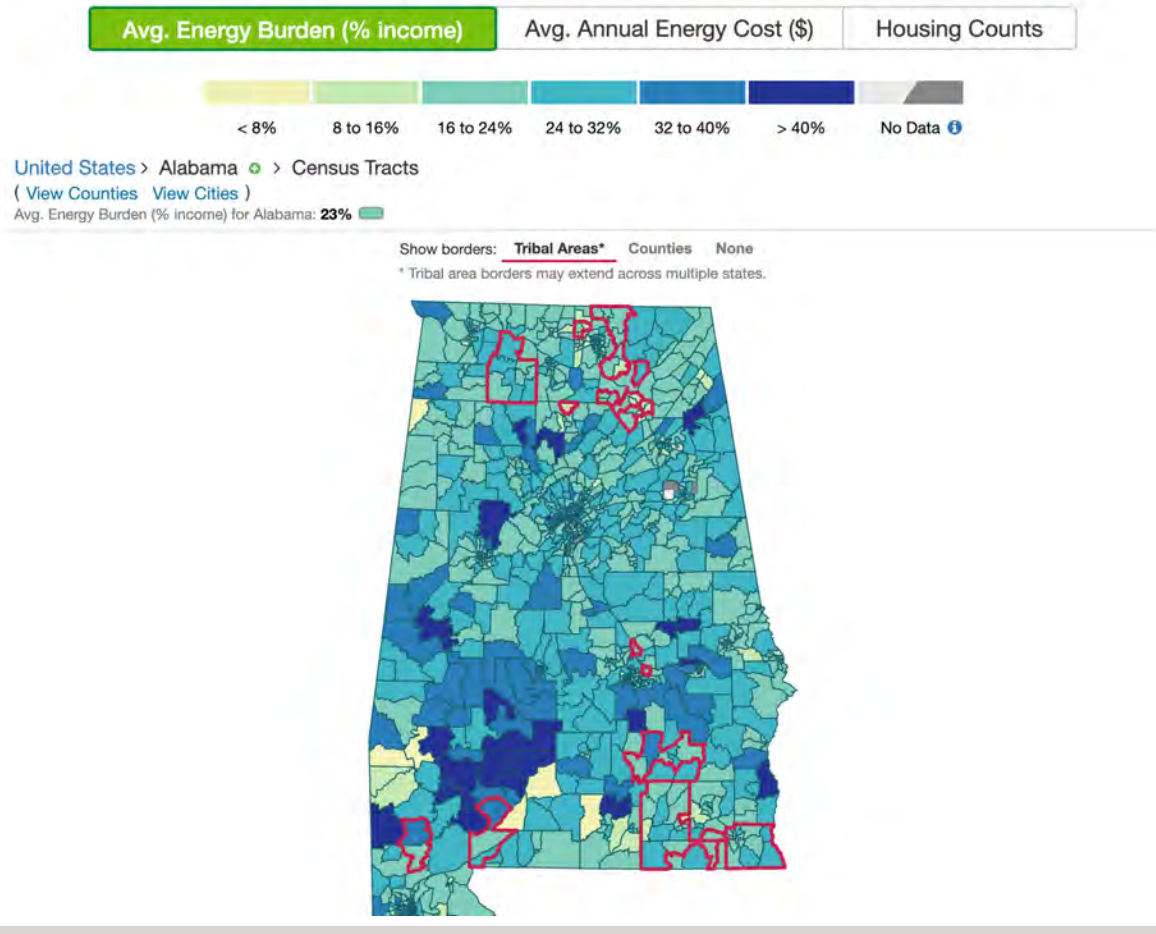 Avg. Energy Burden (% income) Avg. Annual Energy Cost ($) Housing Counts
< 8% 8 to 16% 16 to 24% 24 to 32% 32 to 40% > 40% No Data i
United States > Alabama > Census Tracts
( View Counties View Cities )
Avg. Energy Burden (% income) for Alabama: 23%
Show borders: Tribal Areas* Counties None
* Tribal area borders may extend across multiple states.